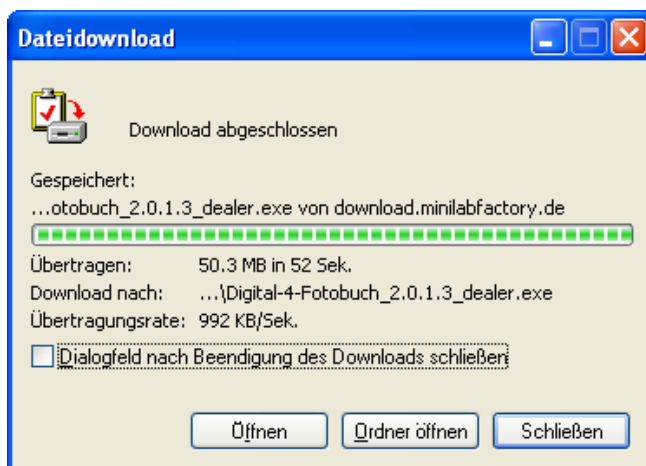 Dateidownload
Download abgeschlossen
Gespeichert:
...otobuch_2.0.1.3_dealer.exe von download.minilabfactory.de
Übertragen: 50.3 MB in 52 Sek.
Download nach: ...\Digital-4-Fotobuch_2.0.1.3_dealer.exe
Übertragungsrate: 992 KB/Sek.
Dialogfeld nach Beendigung des Downloads schließen
Öffnen Ordner öffnen Schließen